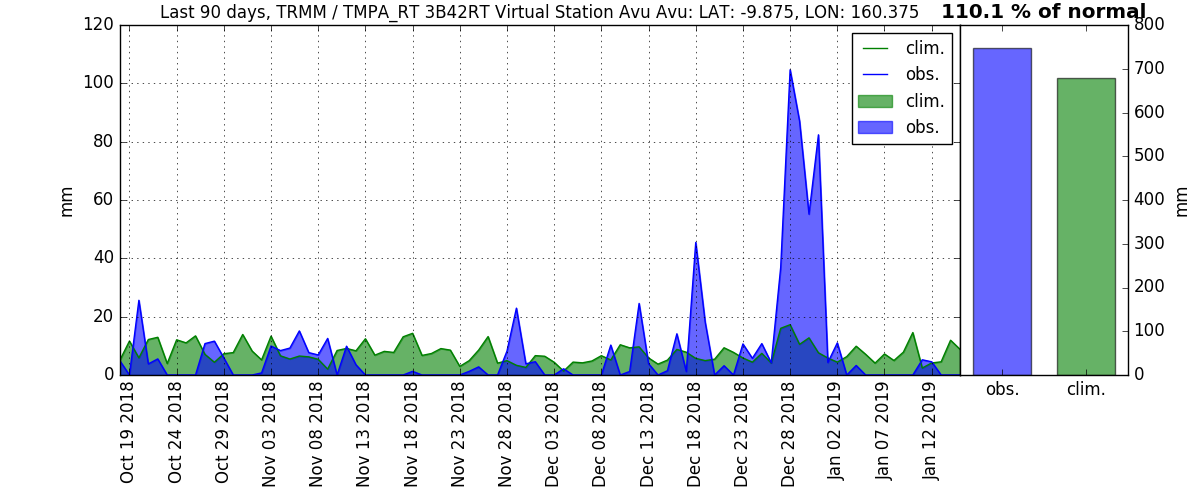 Last 90 days, TRMM / TMPA_RT 3B42RT Virtual Station Avu Avu: LAT: -9.875, LON: 160.375
110.1 % of normal
120
100
80
60
40
20
0
mm
clim.
obs.
clim.
obs.
800
700
600
500
400
300
200
100
0
mm
Oct 19 2018
Oct 24 2018
Oct 29 2018
Nov 03 2018
Nov 08 2018
Nov 13 2018
Nov 18 2018
Nov 23 2018
Nov 28 2018
Dec 03 2018
Dec 08 2018
Dec 13 2018
Dec 18 2018
Dec 23 2018
Dec 28 2018
Jan 02 2019
Jan 07 2019
Jan 12 2019
obs.
clim.